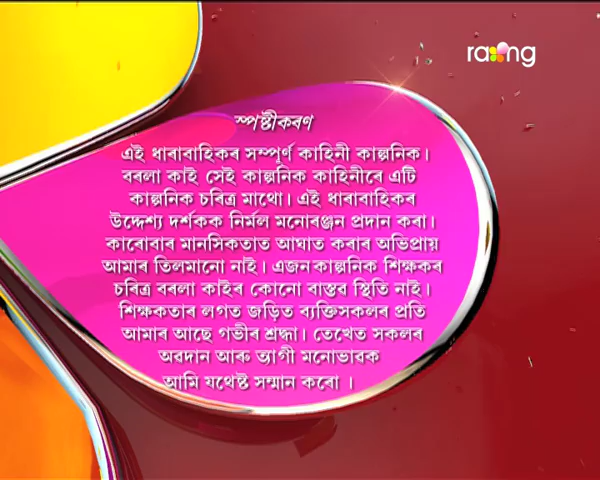 rang
স্পষ্টীকৰণ
এই ধাৰাবাহিকৰ সম্পূৰ্ণ কাহিনী কাল্পনিক।
বৰলা কাই সেই কাল্পনিক কাহিনীৰে এটি
কাল্পনিক চৰিত্ৰ মাথো। এই ধাৰাবাহিকৰ
উদ্দেশ্য দৰ্শকক নিৰ্মল মনোৰঞ্জন প্ৰদান কৰা।
কাৰোবাৰ মানসিকতাত আঘাত কৰাৰ অভিপ্ৰায়
আমাৰ তিলমানো নাই। এজন কাল্পনিক শিক্ষকৰ
চৰিত্ৰ বৰলা কাইৰ কোনো বাস্তৱ স্থিতি নাই।
শিক্ষকতাৰ লগত জড়িত ব্যক্তিসকলৰ প্ৰতি
আমাৰ আছে গভীৰ শ্ৰদ্ধা। তেখেত সকলৰ
অৱদান আৰু ত্যাগী মনোভাবক
আমি যথেষ্ট সন্মান কৰো ।